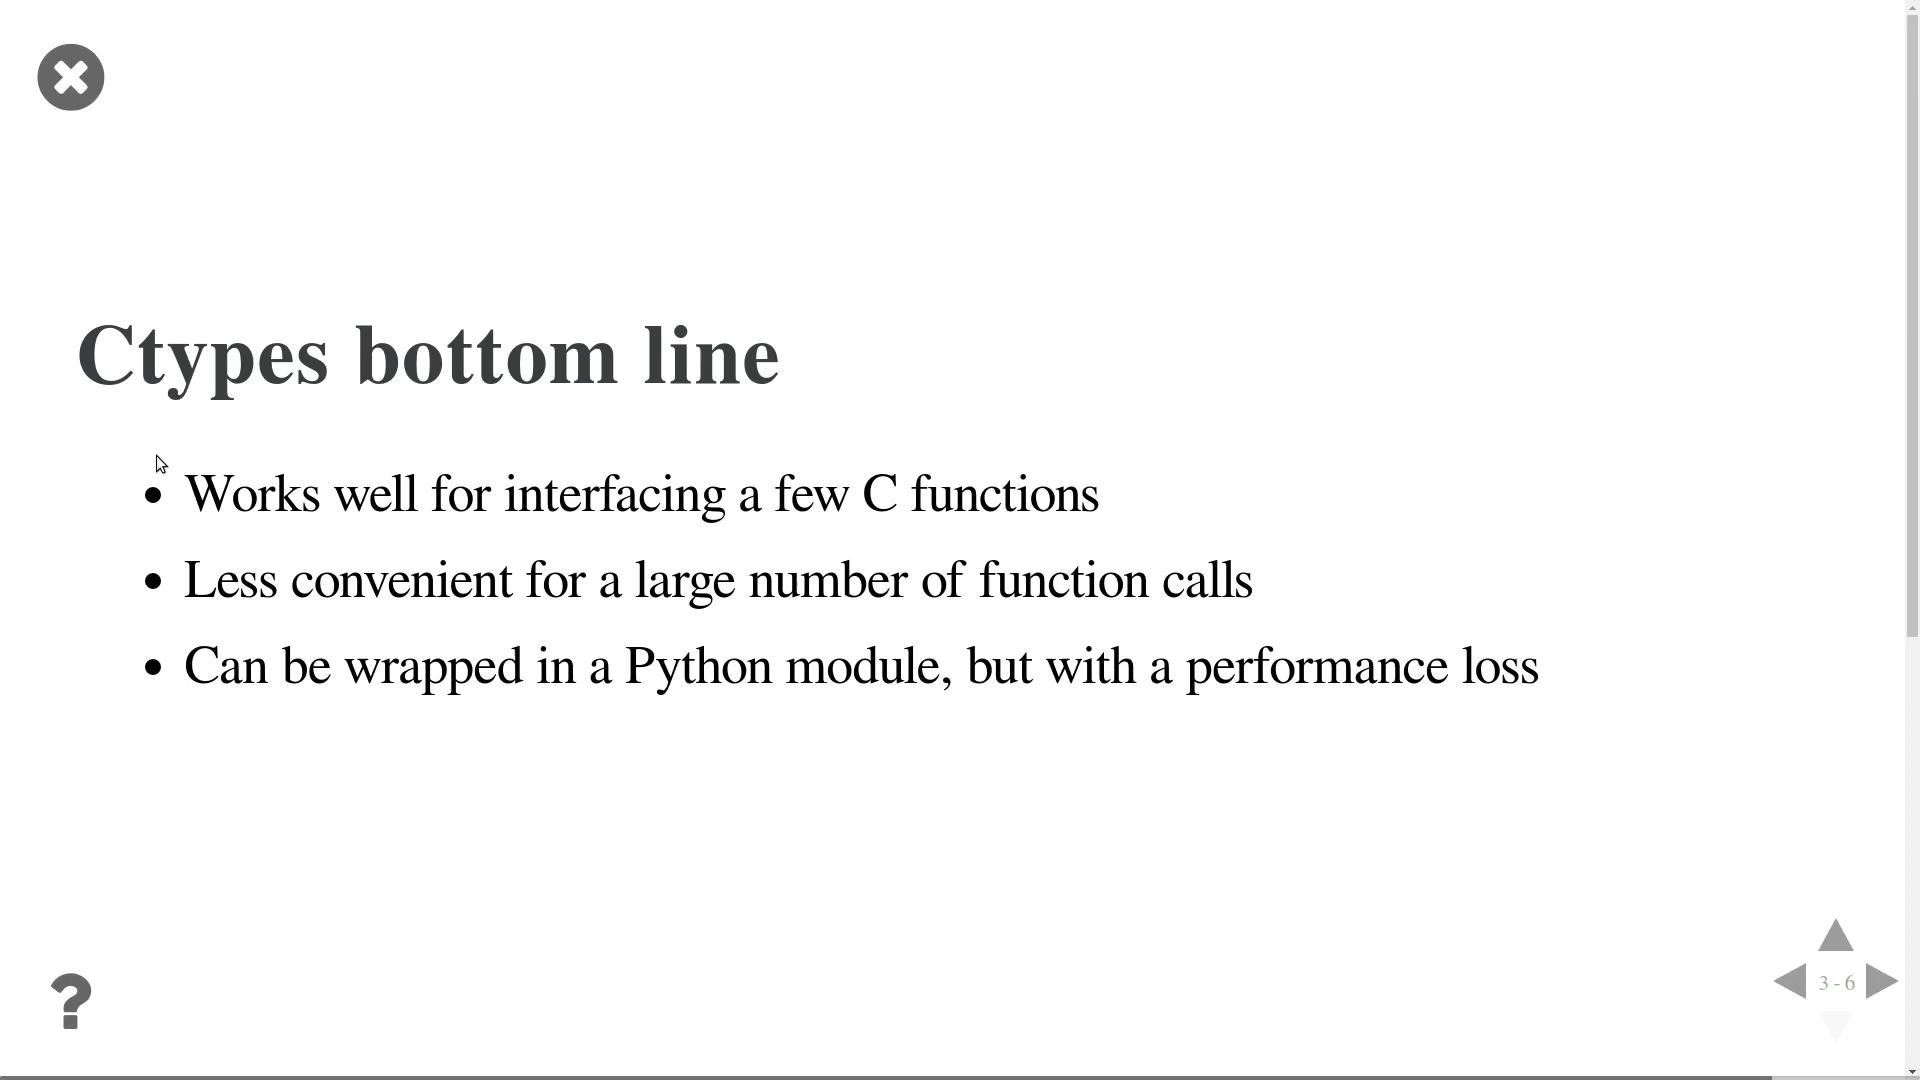 Ctypes bottom line
Works well for interfacing a few C functions
Less convenient for a large number of function calls
Can be wrapped in a Python module, but with a performance loss
?
3 - 6